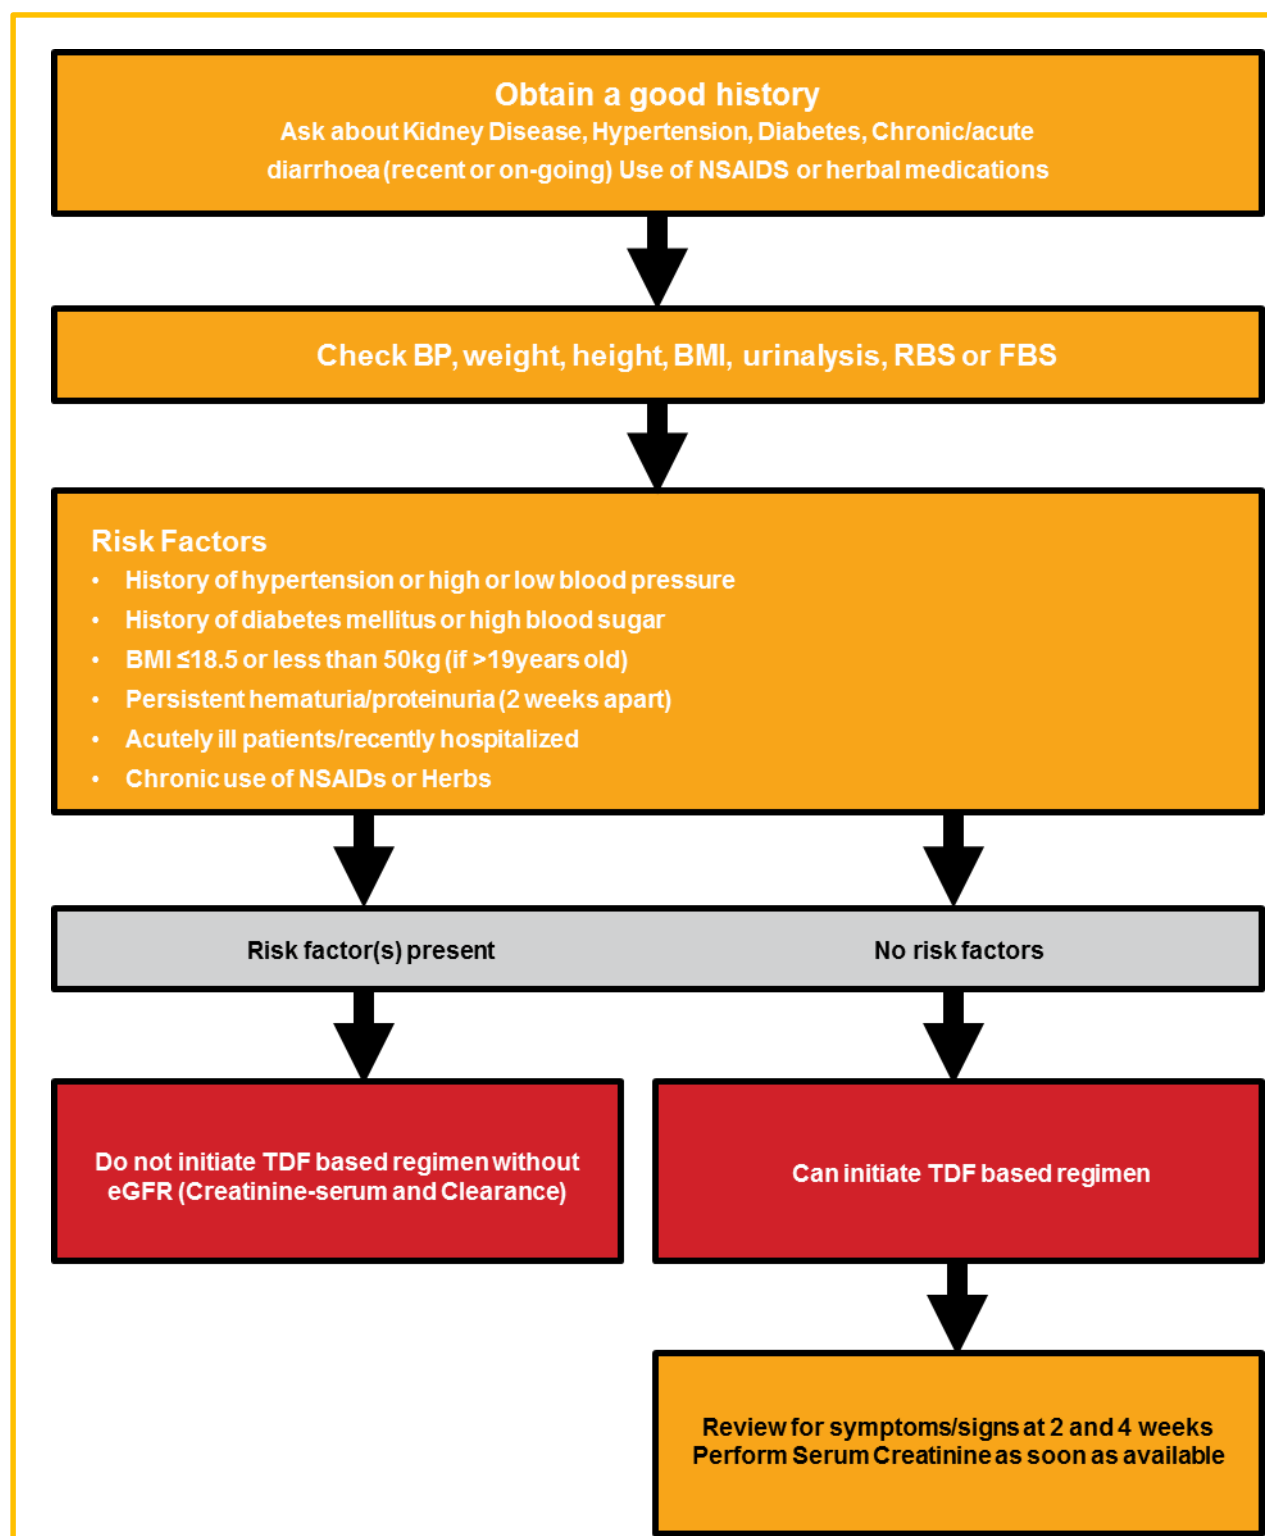 Obtain a good history
Ask about Kidney Disease, Hypertension, Diabetes, Chronic/acute
diarrhoea (recent or on-going) Use of NSAIDS or herbal medications
Check BP, weight, height, BMI, urinalysis, RBS or FBS
Risk Factors
• History of hypertension or high or low blood pressure
• History of diabetes mellitus or high blood sugar
• BMI ≤18.5 or less than 50kg (if >19years old)
• Persistent hematuria/proteinuria (2 weeks apart)
• Acutely ill patients/recently hospitalized
• Chronic use of NSAIDs or Herbs
Risk factor(s) present
No risk factors
Do not initiate TDF based regimen without
eGFR (Creatinine-serum and Clearance)
Can initiate TDF based regimen
Review for symptoms/signs at 2 and 4 weeks
Perform Serum Creatinine as soon as available